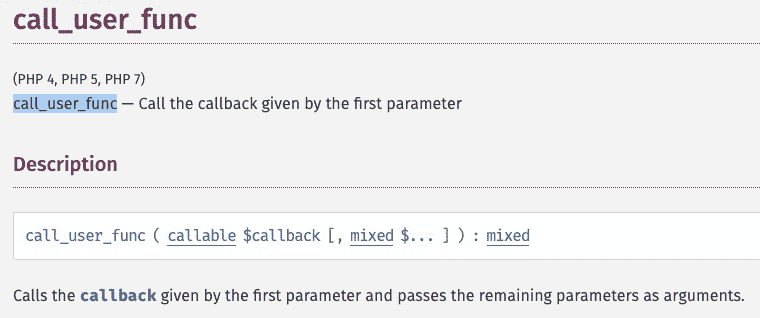 call_user_func
(PHP 4, PHP 5, PHP 7)
call_user_func — Call the callback given by the first parameter
Description
call_user_func ( callable $callback [, mixed $... ] ) : mixed
Calls the callback given by the first parameter and passes the remaining parameters as arguments.